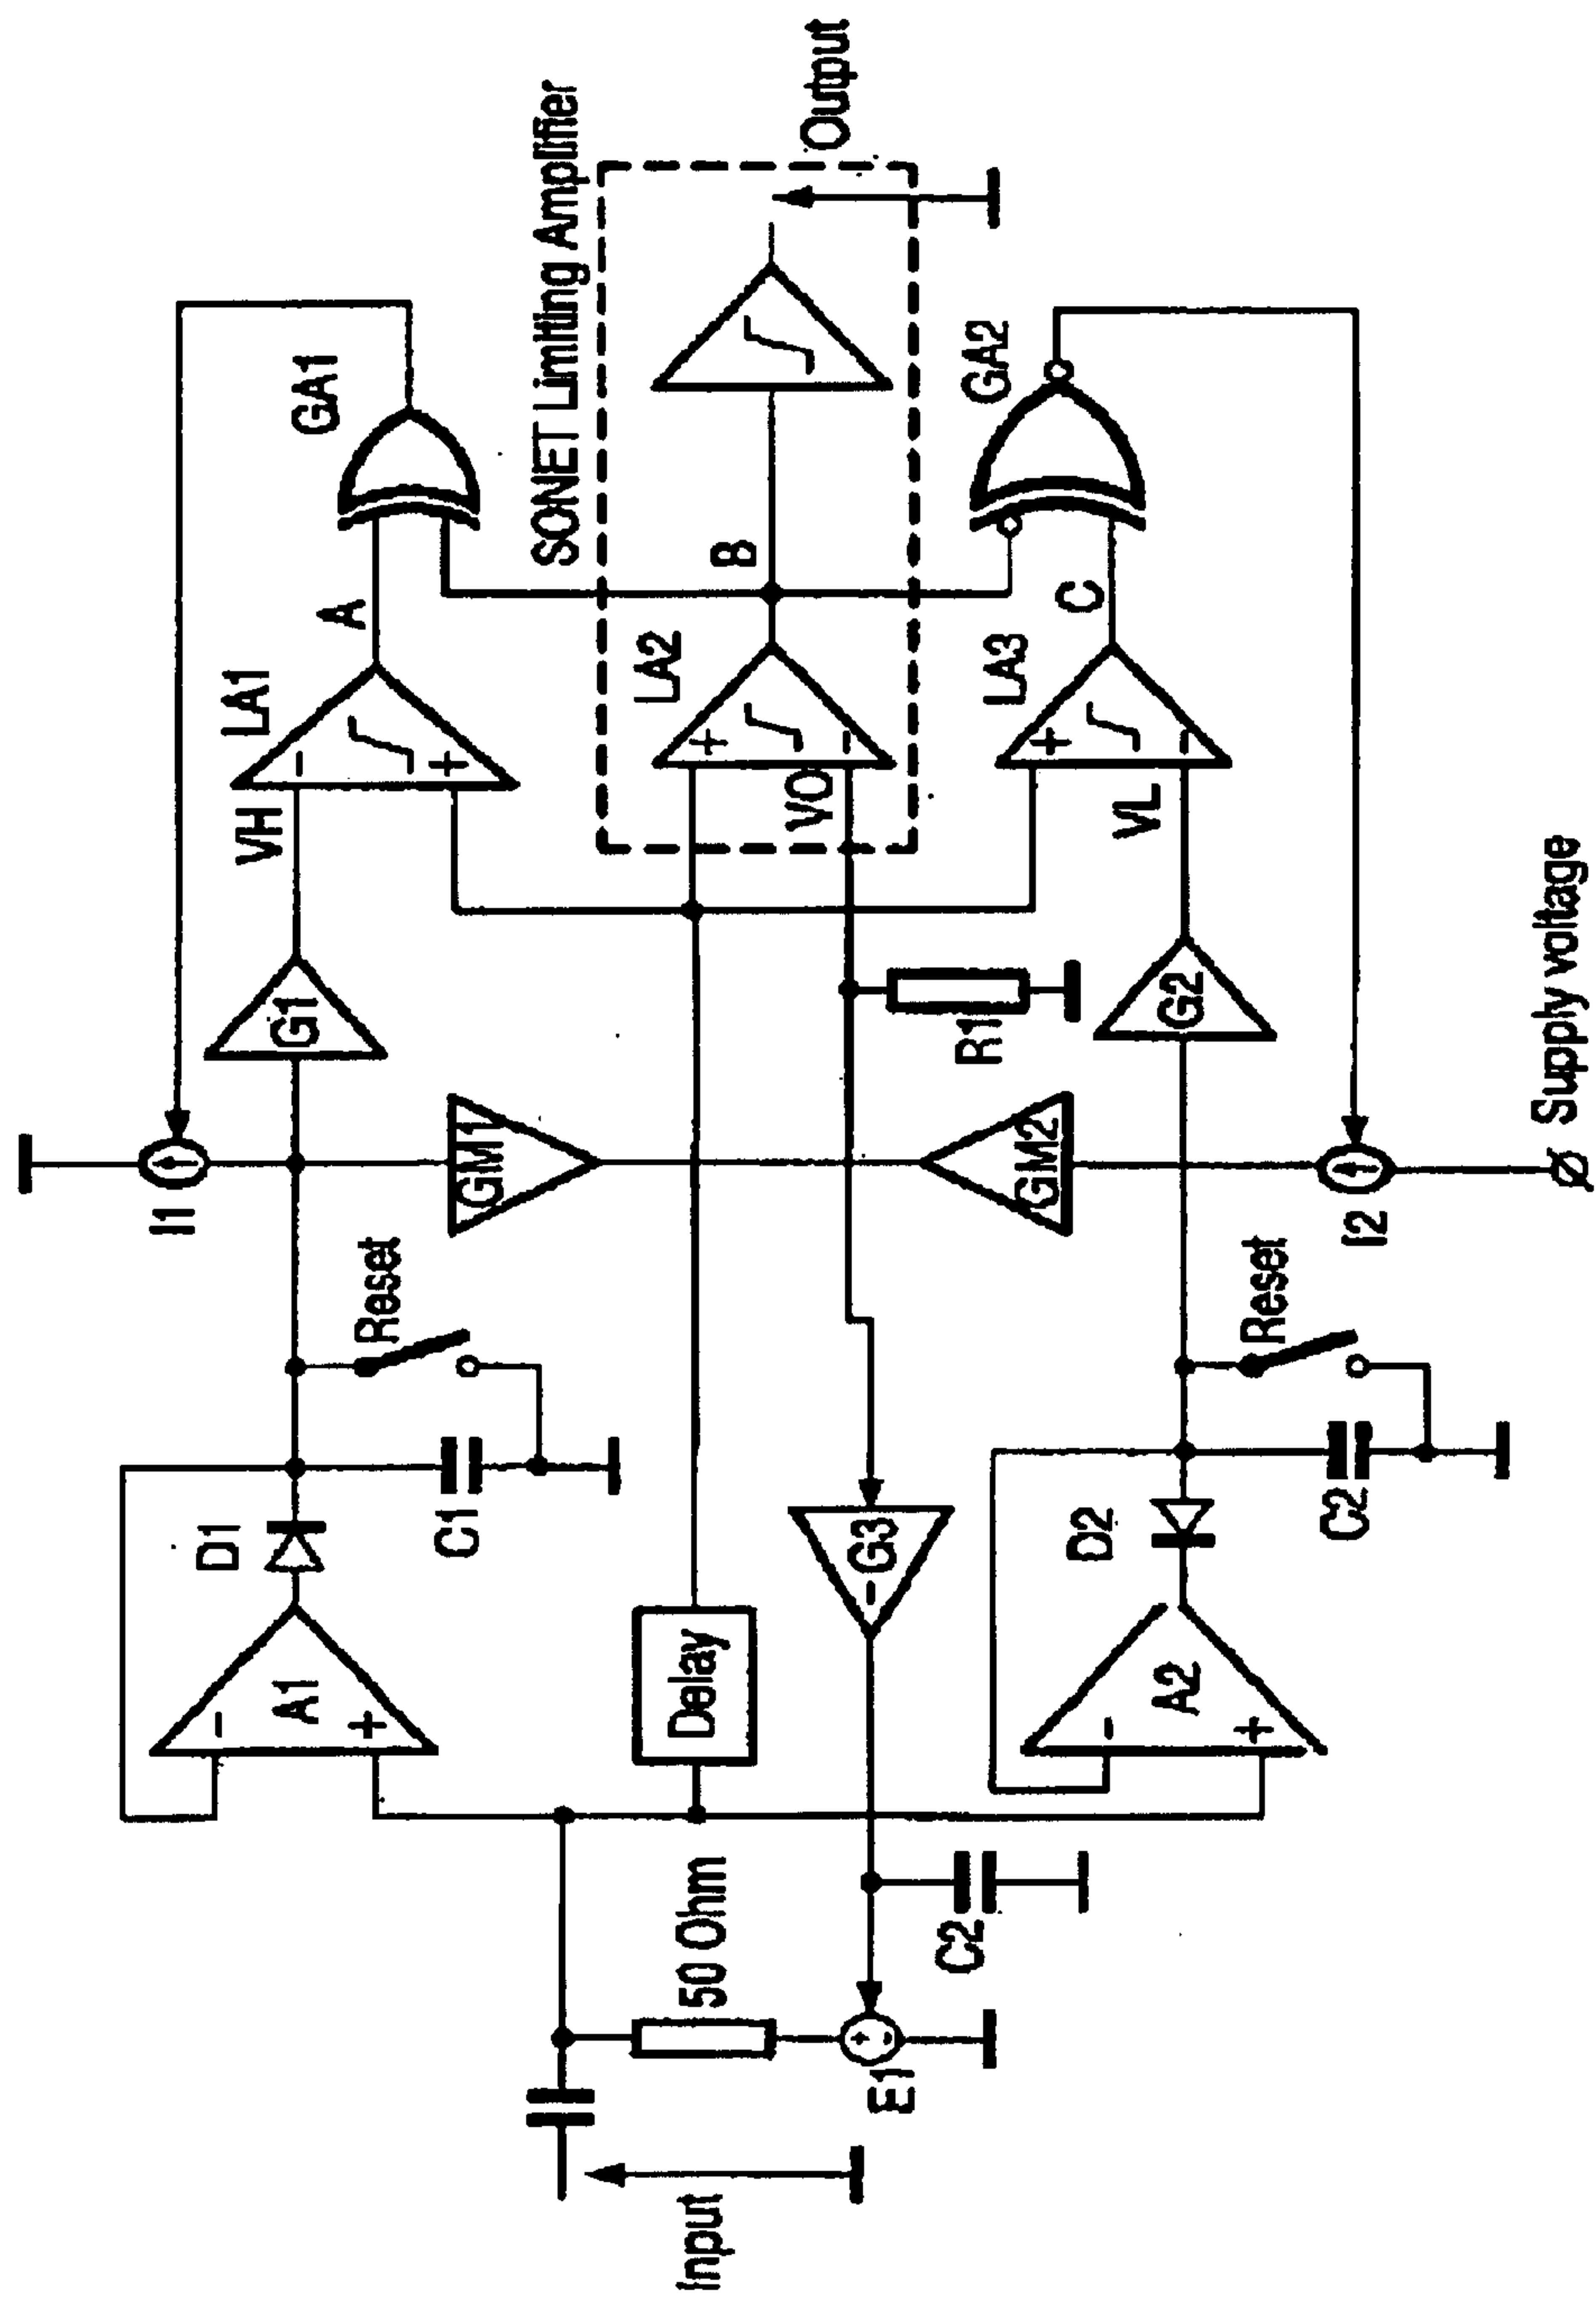 Input
E1
50 Ohm
C2
A1
-
+
D1
C1
Reset
I1
GM1
G1
VH
LA1
-
+
A
GA1
SONET Limiting Amplifier
Delay
-G3
VO
LA2
+
-
B
Output
R1
A2
-
+
D2
C2
Reset
I2
GM2
G2
VL
LA3
+
-
C
GA2
Supply voltage